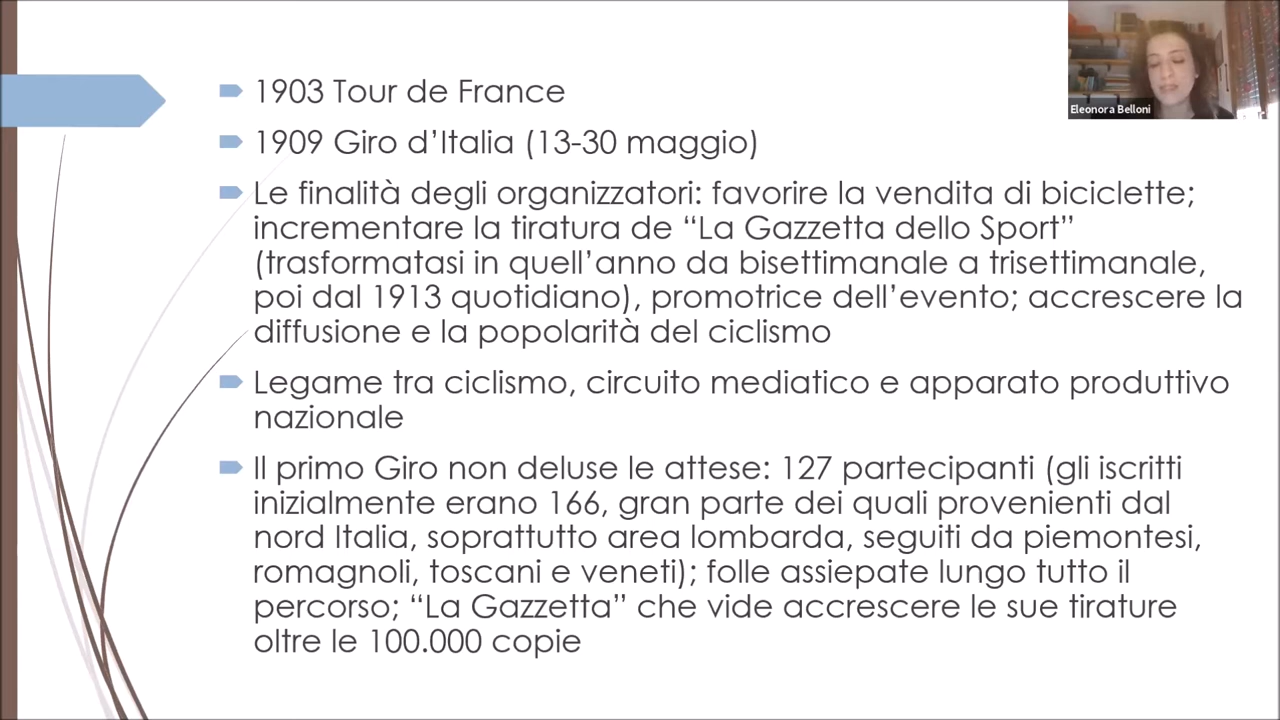 1903 Tour de France
1909 Giro d’Italia (13-30 maggio)
Le finalità degli organizzatori: favorire la vendita di biciclette;
incrementare la tiratura de “La Gazzetta dello Sport”
(trasformatasi in quell’anno da bisettimanale a trisettimanale,
poi dal 1913 quotidiano), promotrice dell’evento; accrescere la
diffusione e la popolarità del ciclismo
Legame tra ciclismo, circuito mediatico e apparato produttivo
nazionale
Il primo Giro non deluse le attese: 127 partecipanti (gli iscritti
inizialmente erano 166, gran parte dei quali provenienti dal
nord Italia, soprattutto area lombarda, seguiti da piemontesi,
romagnoli, toscani e veneti); folle assiepate lungo tutto il
percorso; “La Gazzetta” che vide accrescere le sue tirature
oltre le 100.000 copie
Eleonora Belloni